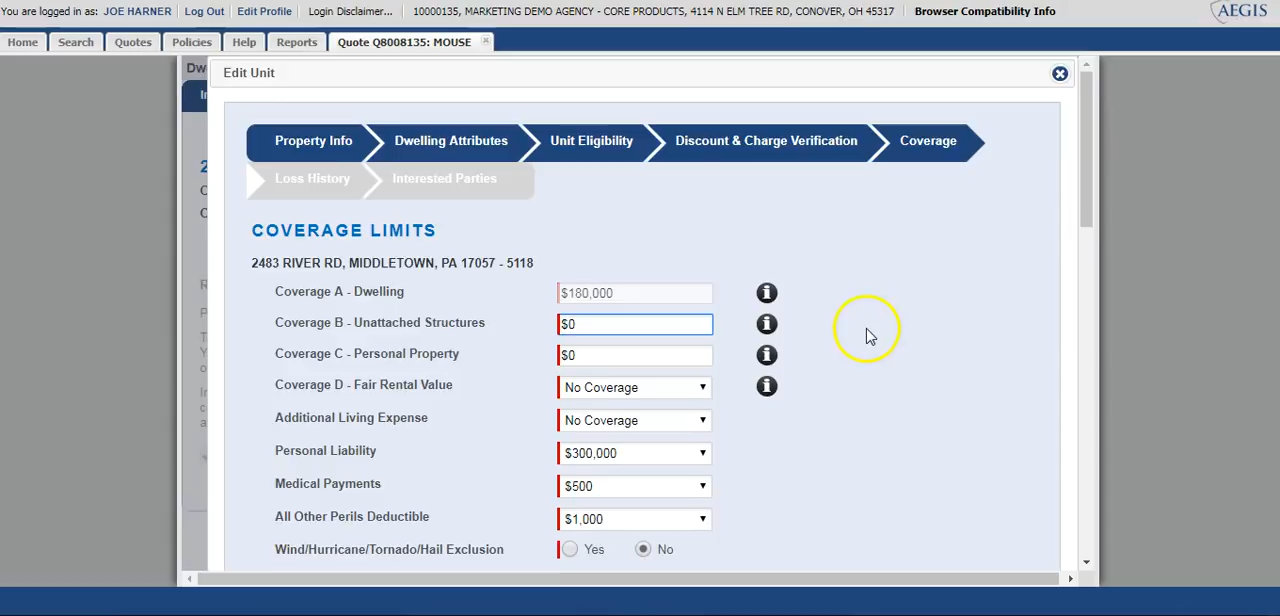 You are logged in as: JOE HARNER Log Out Edit Profile Login Disclaimer... 10000135, MARKETING DEMO AGENCY - CORE PRODUCTS, 4114 N ELM TREE RD, CONOVER, OH 45317 Browser Compatibility Info AEGIS
Home Search Quotes Policies Help Reports Quote Q8008135: MOUSE
Dw
Edit Unit
Property Info Dwelling Attributes Unit Eligibility Discount & Charge Verification Coverage
Loss History Interested Parties
COVERAGE LIMITS
2483 RIVER RD, MIDDLETOWN, PA 17057 - 5118
Coverage A - Dwelling $180,000
Coverage B - Unattached Structures $0
Coverage C - Personal Property $0
Coverage D - Fair Rental Value No Coverage
Additional Living Expense No Coverage
Personal Liability $300,000
Medical Payments $500
All Other Perils Deductible $1,000
Wind/Hurricane/Tornado/Hail Exclusion Yes No